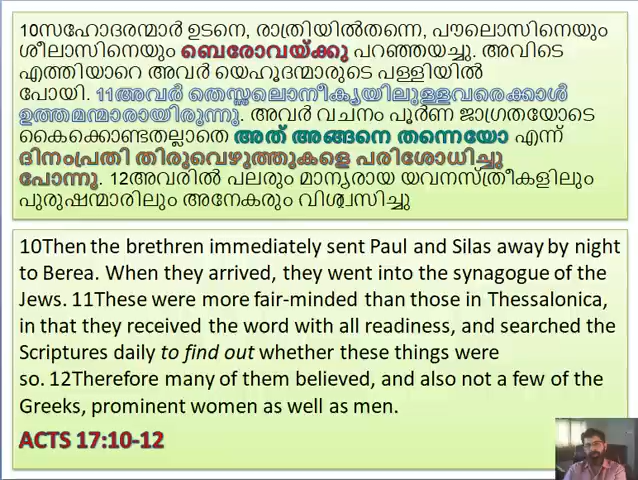 10സഹോദരന്മാർ ഉടനെ, രാത്രിയിൽതന്നെ, പൗലൊസിനെയും
ശീലാസിനെയും ബെരോവയ്ക്കു പറഞ്ഞയച്ചു. അവിടെ
എത്തിയാറെ അവർ യെഹൂദന്മാരുടെ പള്ളിയിൽ
പോയി. 11അവർ തെസ്സലൊനീക്യയിലുള്ളവരെക്കാൾ
ഉത്തമന്മാരായിരുന്നു. അവർ വചനം പൂർണ ജാഗ്രതയോടെ
കൈക്കൊണ്ടതല്ലാതെ അത് അങ്ങനെ തന്നെയോ എന്ന്
ദിനംപ്രതി തിരുവെഴുത്തുകളെ പരിശോധിച്ചു
പോന്നു. 12അവരിൽ പലരും മാന്യരായ യവനസ്ത്രീകളിലും
പുരുഷന്മാരിലും അനേകരും വിശ്വസിച്ചു
10Then the brethren immediately sent Paul and Silas away by night
to Berea. When they arrived, they went into the synagogue of the
Jews. 11These were more fair-minded than those in Thessalonica,
in that they received the word with all readiness, and searched the
Scriptures daily to find out whether these things were
so. 12Therefore many of them believed, and also not a few of the
Greeks, prominent women as well as men.
ACTS 17:10-12